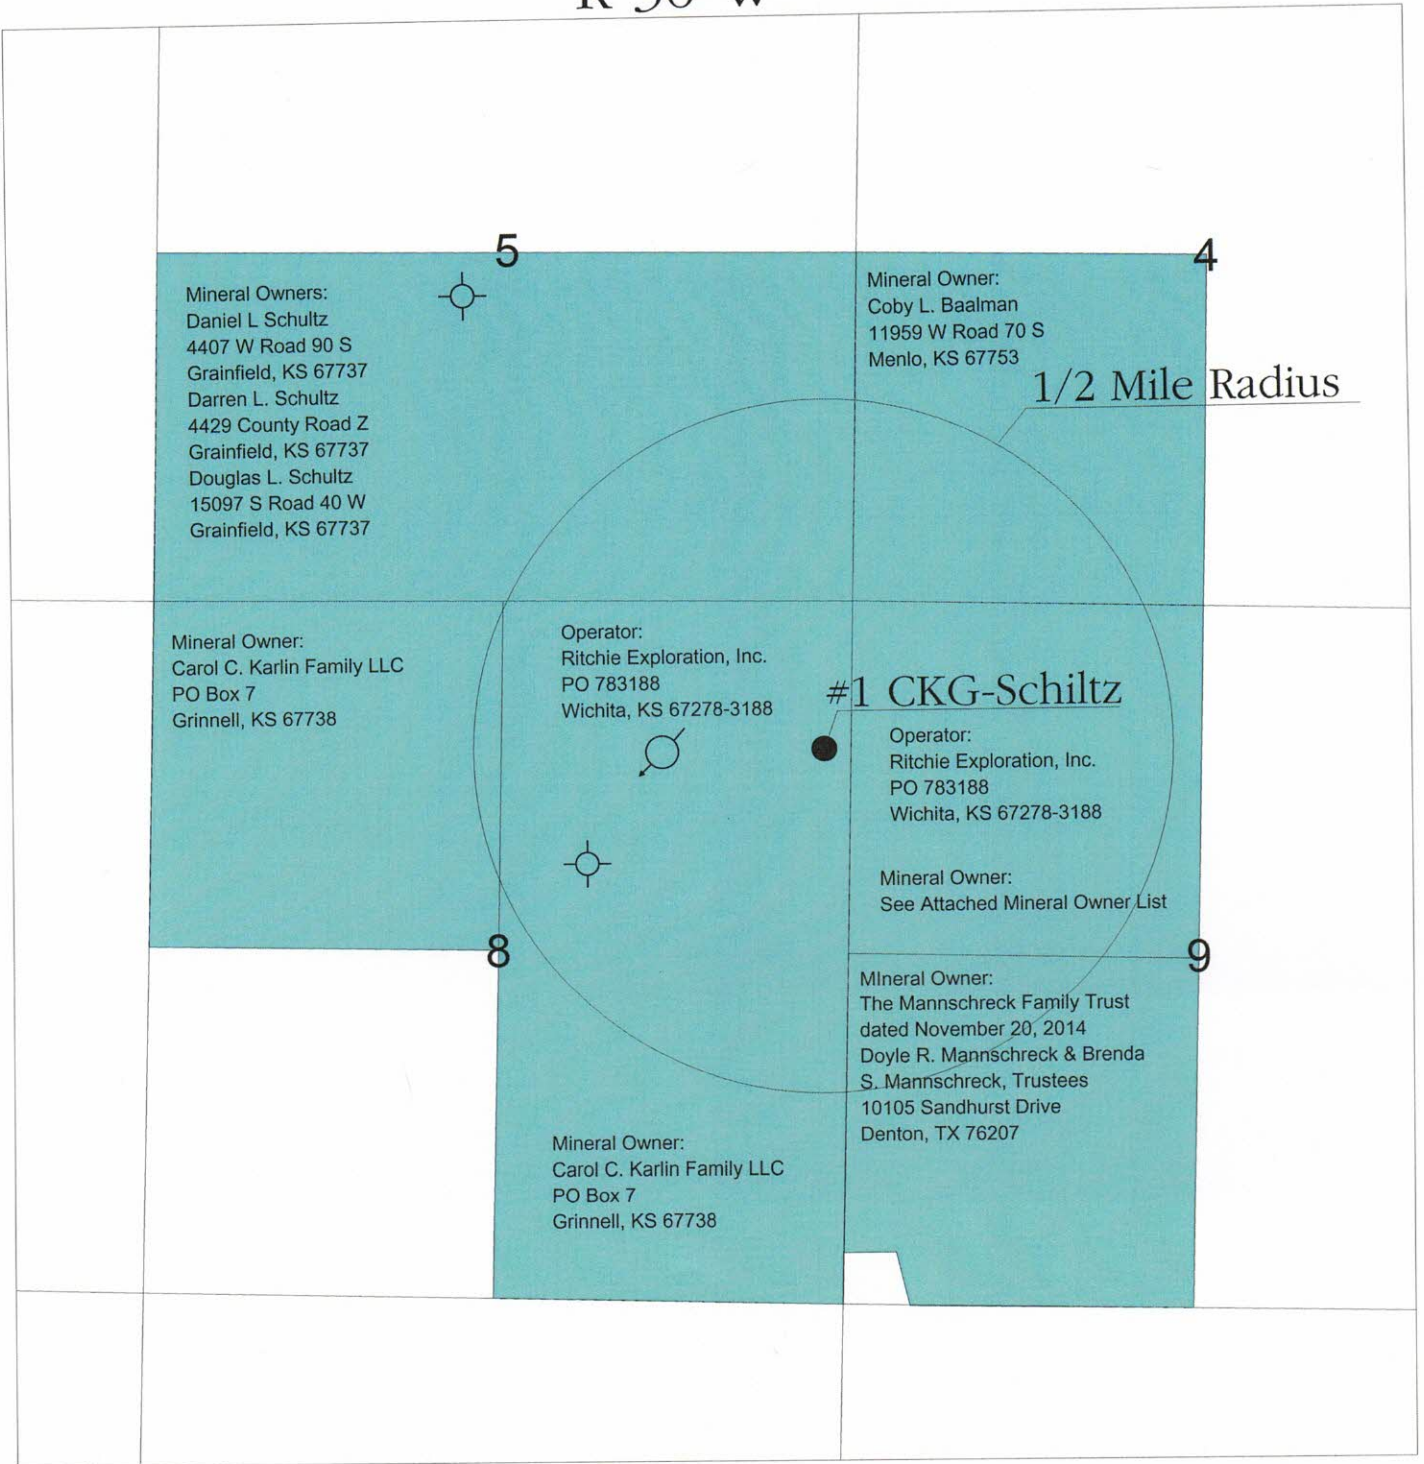 5
4
Mineral Owners:
Daniel L Schultz
4407 W Road 90 S
Grainfield, KS 67737
Darren L. Schultz
4429 County Road Z
Grainfield, KS 67737
Douglas L. Schultz
15097 S Road 40 W
Grainfield, KS 67737
Mineral Owner:
Coby L. Baalman
11959 W Road 70 S
Menlo, KS 67753
1/2 Mile Radius
Mineral Owner:
Carol C. Karlin Family LLC
PO Box 7
Grinnell, KS 67738
Operator:
Ritchie Exploration, Inc.
PO 783188
Wichita, KS 67278-3188
#1 CKG-Schiltz
Operator:
Ritchie Exploration, Inc.
PO 783188
Wichita, KS 67278-3188
Mineral Owner:
See Attached Mineral Owner List
8
9
MIneral Owner:
The Mannschreck Family Trust
dated November 20, 2014
Doyle R. Mannschreck & Brenda
S. Mannschreck, Trustees
10105 Sandhurst Drive
Denton, TX 76207
Mineral Owner:
Carol C. Karlin Family LLC
PO Box 7
Grinnell, KS 67738